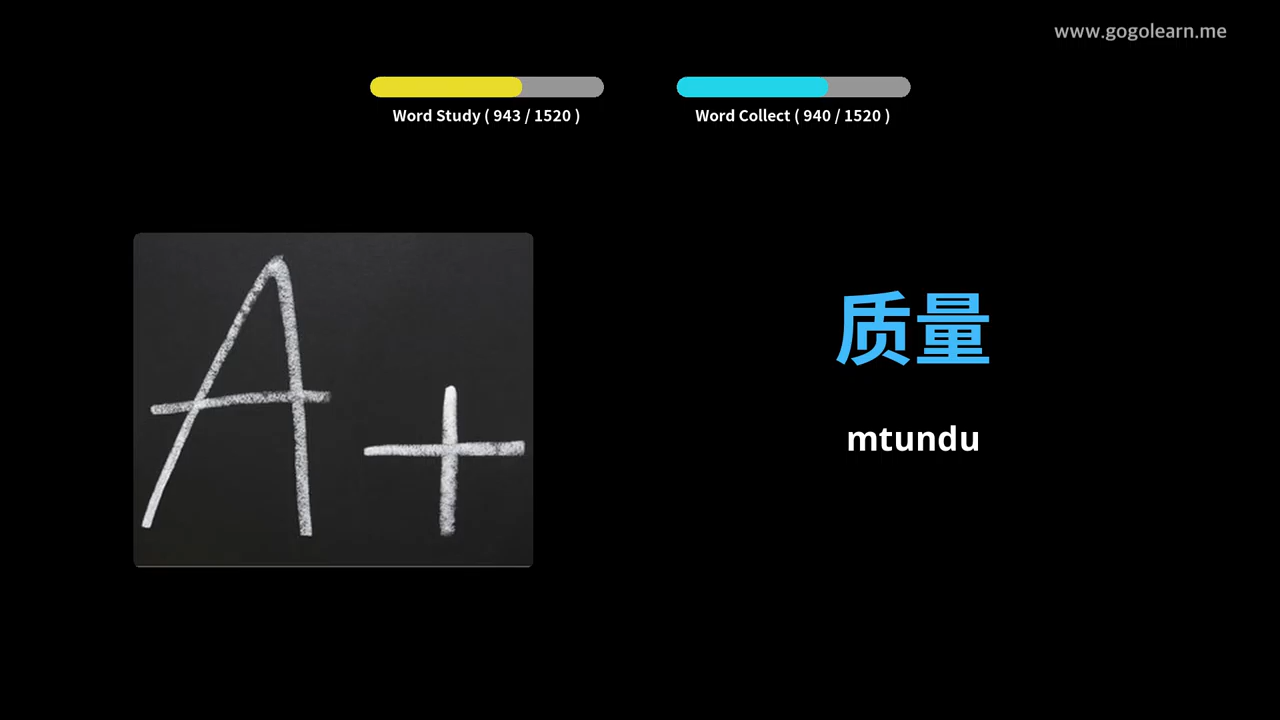 www.gogolearn.me
Word Study ( 943 / 1520 )
Word Collect ( 940 / 1520 )
A+
质量
mtundu